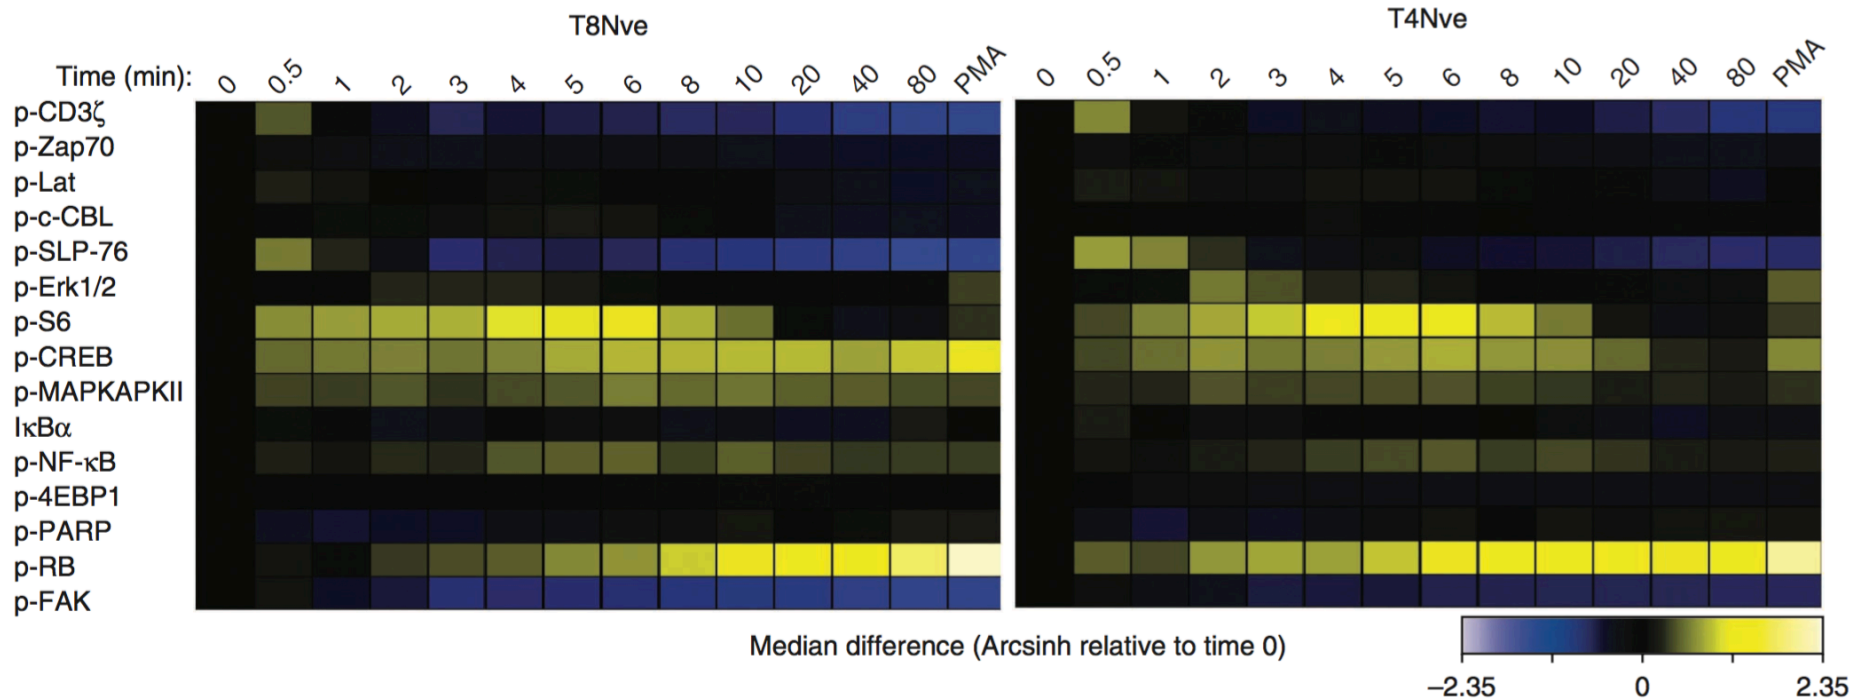 T8Nve
T4Nve
Time (min): 0 0.5 1 2 3 4 5 6 8 10 20 40 80 PMA 0 0.5 1 2 3 4 5 6 8 10 20 40 80 PMA
p-CD3ζ
p-Zap70
p-Lat
p-c-CBL
p-SLP-76
p-Erk1/2
p-S6
p-CREB
p-MAPKAPKII
IκBα
p-NF-κB
p-4EBP1
p-PARP
p-RB
p-FAK
Median difference (Arcsinh relative to time 0)
–2.35 0 2.35